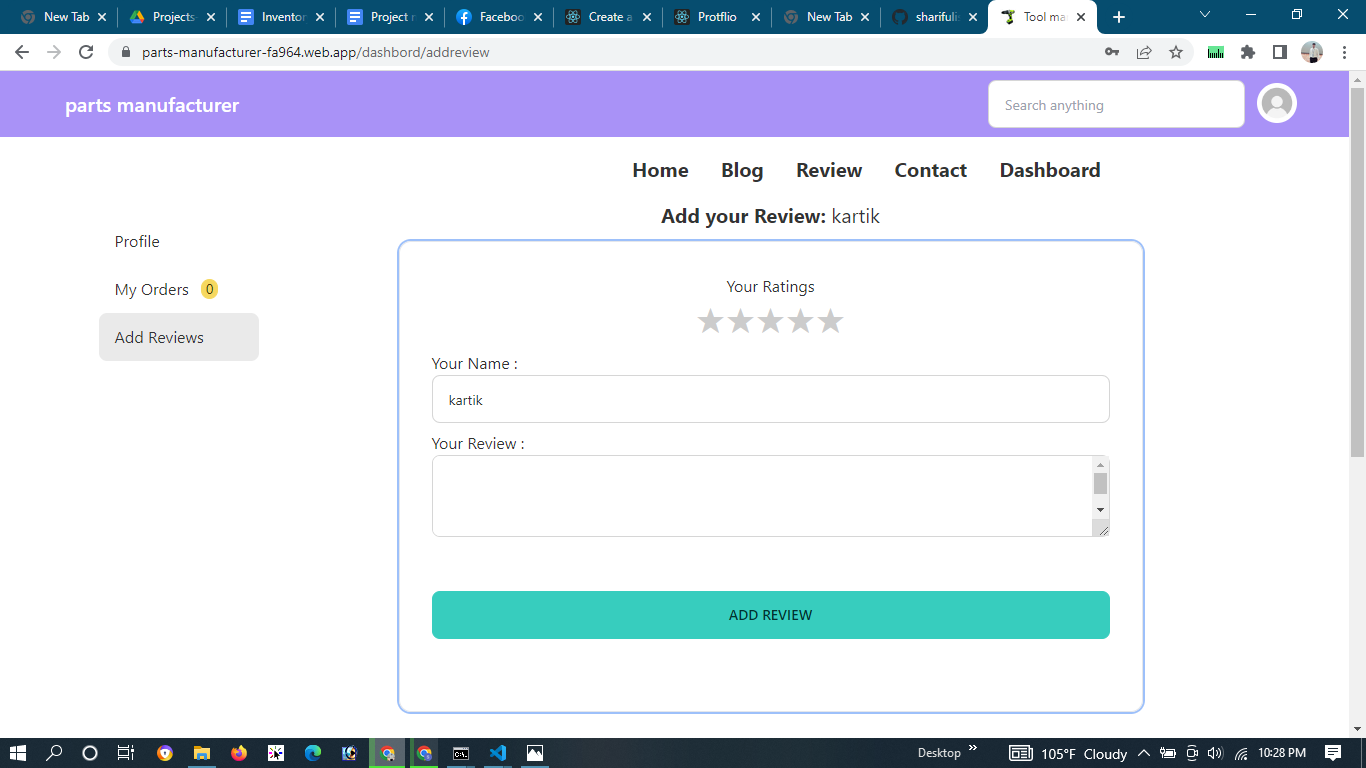 New Tab
Projects
Inventor
Project r
Faceboo
Create a
Protflio
New Tab
sharifulis
Tool ma
parts-manufacturer-fa964.web.app/dashbord/addreview
parts manufacturer
Search anything
Home Blog Review Contact Dashboard
Add your Review: kartik
Profile
My Orders 0
Add Reviews
Your Ratings
Your Name :
kartik
Your Review :
ADD REVIEW
Desktop
105°F Cloudy
10:28 PM